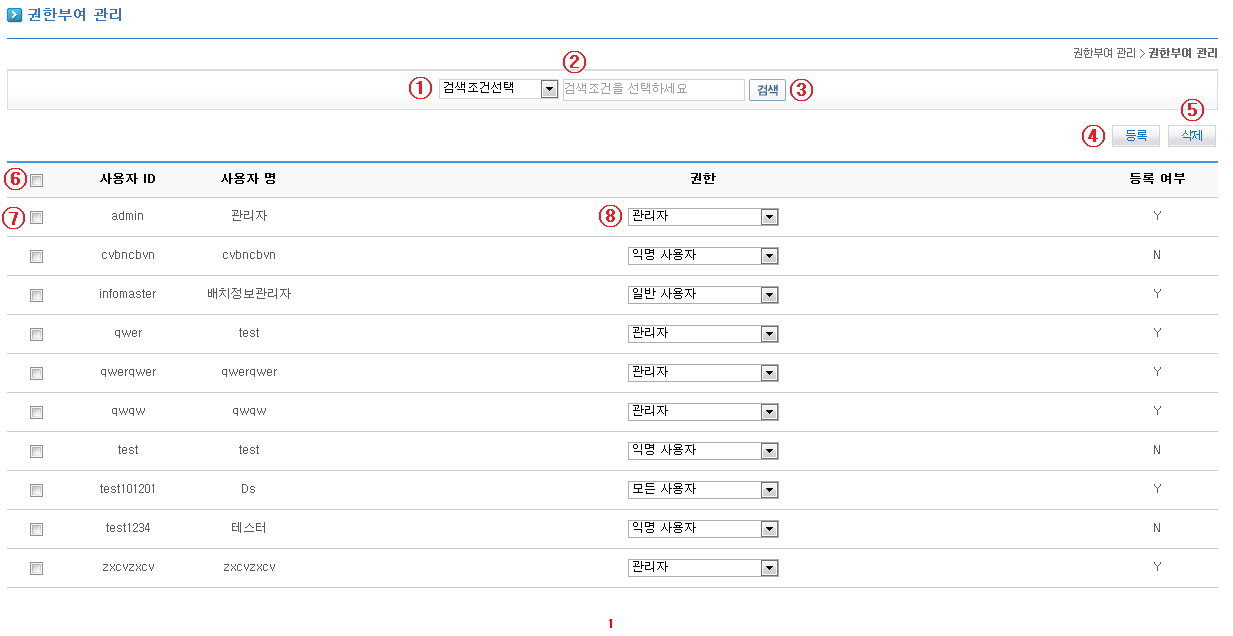 권한부여 관리
권한부여 관리 > 권한부여 관리
②
① 검색조건선택 검색조건을 선택하세요 검색 ③
⑤
④ 등록 삭제
⑥ 사용자 ID 사용자 명 권한 등록 여부
⑦ admin 관리자 ⑧ 관리자 Y
cvbncbvn cvbncbvn 익명 사용자 N
infomaster 배치정보관리자 일반 사용자 Y
qwer test 관리자 Y
qwerqwer qwerqwer 관리자 Y
qwqw qwqw 관리자 Y
test test 익명 사용자 N
test101201 Ds 모든 사용자 Y
test1234 테스터 익명 사용자 N
zxcvzxcv zxcvzxcv 관리자 Y
1